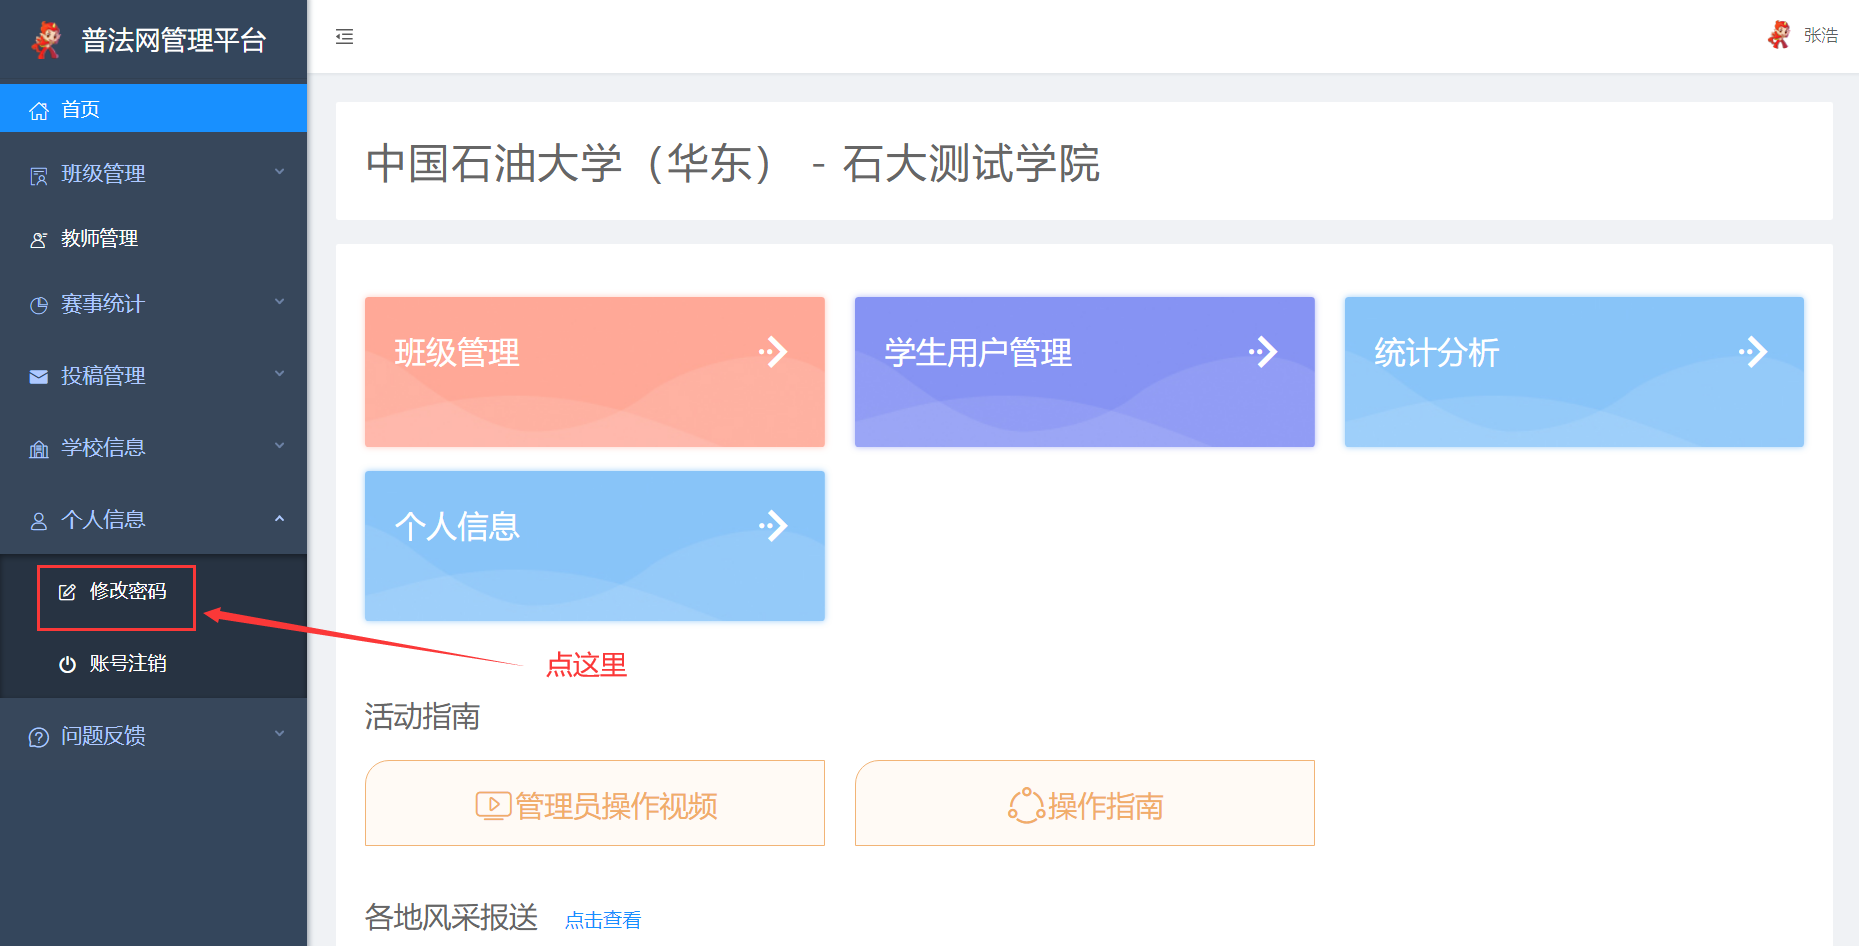 普法网管理平台
张浩
首页
班级管理
教师管理
赛事统计
投稿管理
学校信息
个人信息
修改密码
账号注销
问题反馈
中国石油大学（华东） - 石大测试学院
班级管理
学生用户管理
统计分析
个人信息
点这里
活动指南
管理员操作视频
操作指南
各地风采报送 点击查看